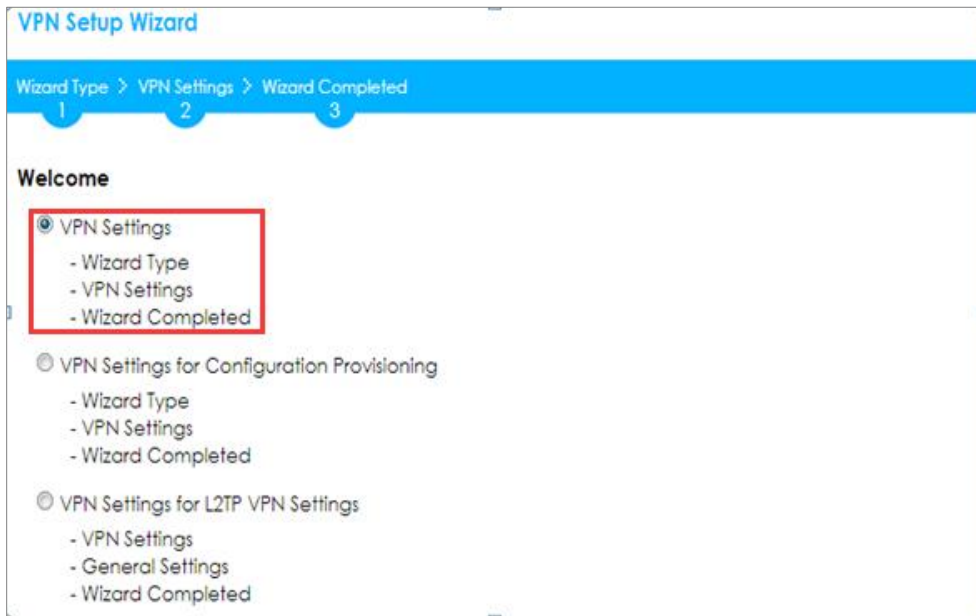 VPN Setup Wizard
Wizard Type > VPN Settings > Wizard Completed
1 2 3
Welcome
VPN Settings
- Wizard Type
- VPN Settings
- Wizard Completed
VPN Settings for Configuration Provisioning
- Wizard Type
- VPN Settings
- Wizard Completed
VPN Settings for L2TP VPN Settings
- VPN Settings
- General Settings
- Wizard Completed